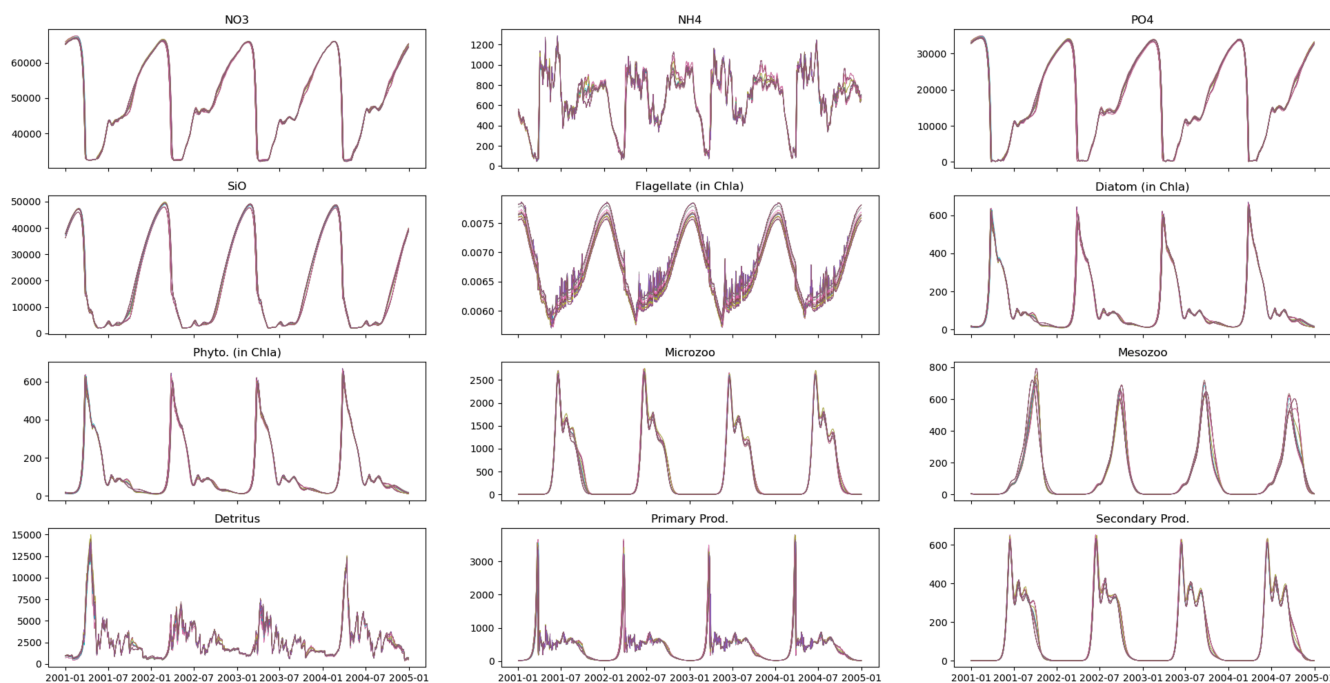 NO3 NH4 PO4
60000 1200 30000
50000 1000 20000
40000 800 10000
600 0
400
200
0
SiO Flagellate (in Chla) Diatom (in Chla)
50000 0.0075 600
40000 0.0070 400
30000 0.0065 200
20000 0.0060 0
10000
0
Phyto. (in Chla) Microzoo Mesozoo
600 2500 800
400 2000 600
200 1500 400
0 1000 200
500 0
0
Detritus Primary Prod. Secondary Prod.
15000 3000 600
12500 2000 400
10000 1000 200
7500 0 0
5000
2500
0
2001-01 2001-07 2002-01 2002-07 2003-01 2003-07 2004-01 2004-07 2005-01 2001-01 2001-07 2002-01 2002-07 2003-01 2003-07 2004-01 2004-07 2005-01 2001-01 2001-07 2002-01 2002-07 2003-01 2003-07 2004-01 2004-07 2005-01